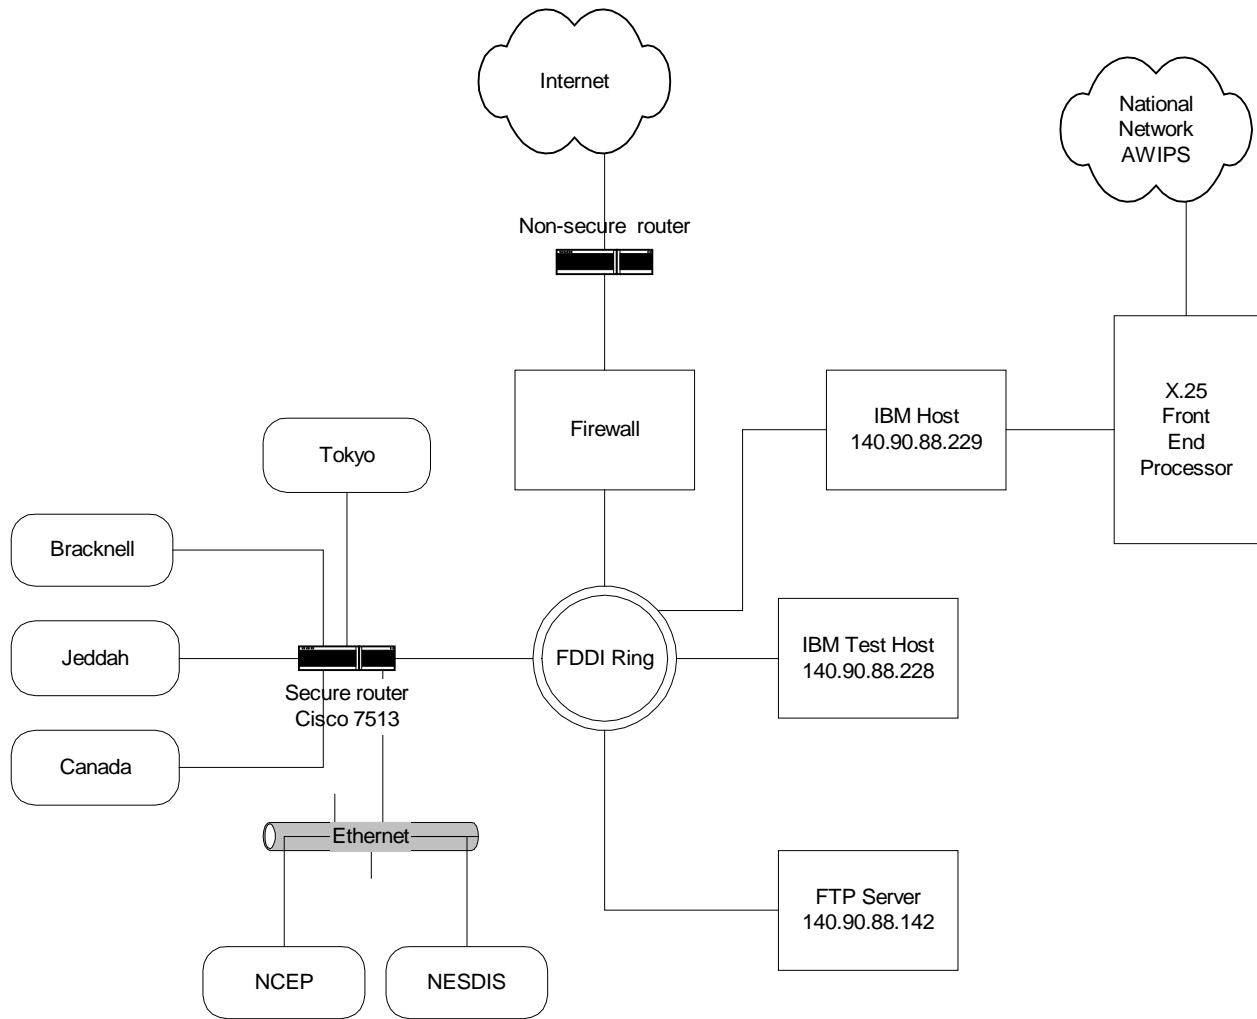 Internet
National
Network
AWIPS
Non-secure router
Firewall
IBM Host
140.90.88.229
X.25
Front
End
Processor
Tokyo
Bracknell
Jeddah
Canada
Secure router
Cisco 7513
FDDI Ring
IBM Test Host
140.90.88.228
Ethernet
FTP Server
140.90.88.142
NCEP
NESDIS